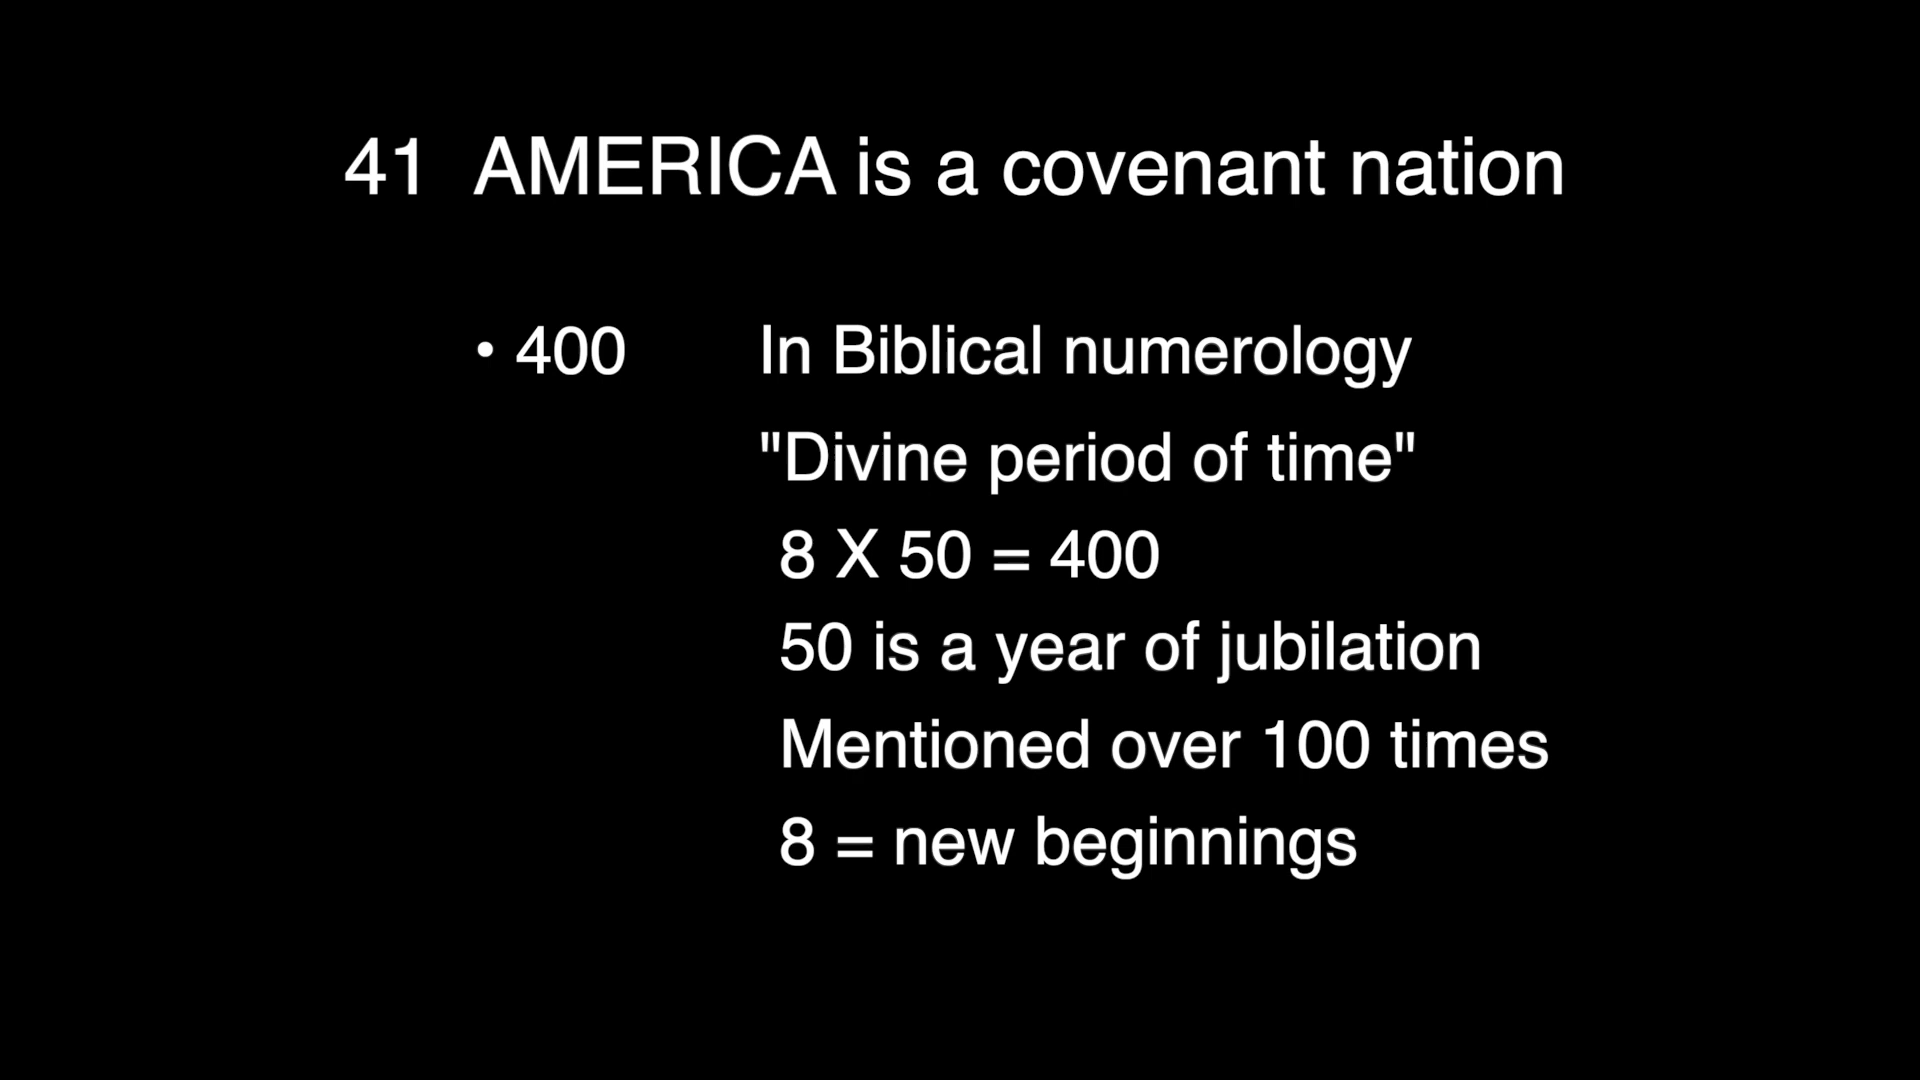 41 AMERICA is a covenant nation
• 400 In Biblical numerology
"Divine period of time"
8 X 50 = 400
50 is a year of jubilation
Mentioned over 100 times
8 = new beginnings